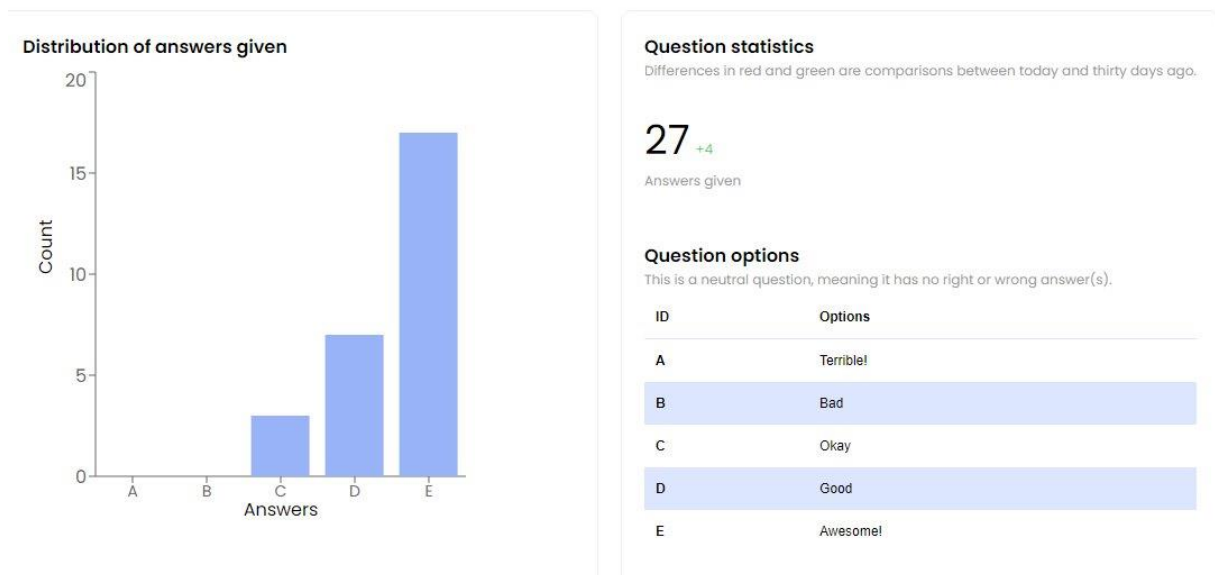 Distribution of answers given
20
15
10
5
0
Count
A B C D E
Answers
Question statistics
Differences in red and green are comparisons between today and thirty days ago.
27 +4
Answers given
Question options
This is a neutral question, meaning it has no right or wrong answer(s).
ID Options
A Terrible!
B Bad
C Okay
D Good
E Awesome!